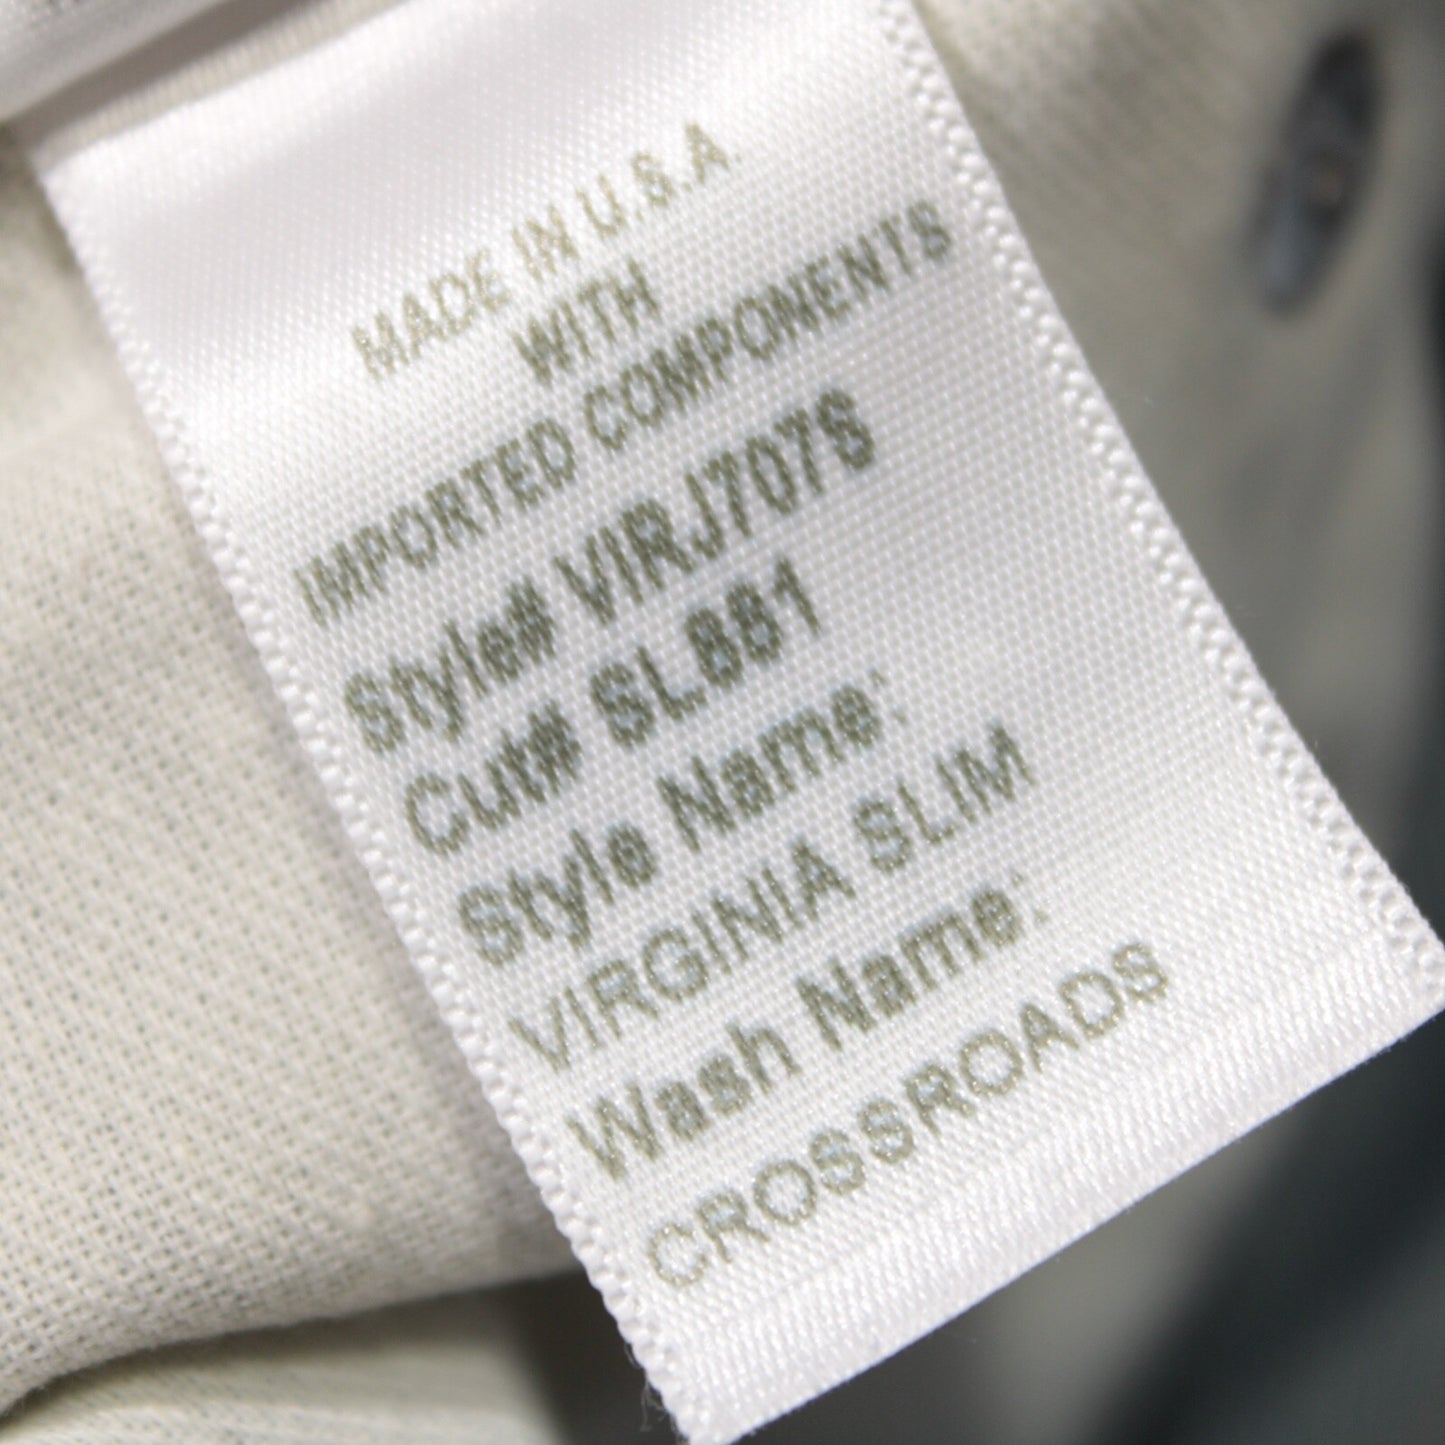 MADE IN U.S.A.
WITH
IMPORTED COMPONENTS
Style# VIRJ707S
Cut# SL881
Style Name:
VIRGINIA SLIM
Wash Name:
CROSSROADS